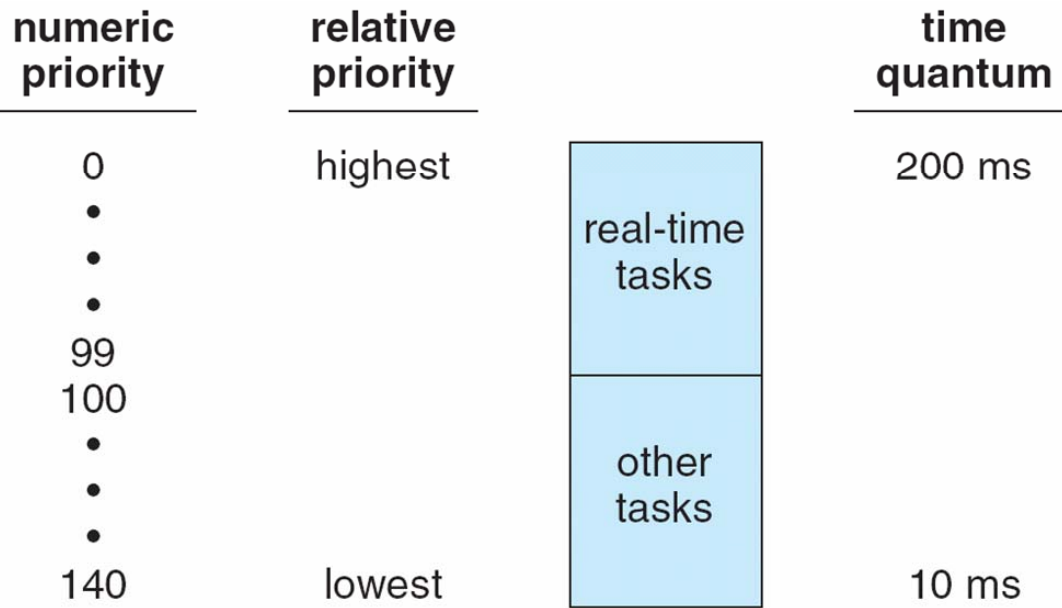 numeric priority
relative priority
time quantum
0
highest
200 ms
•
•
•
real-time
tasks
99
100
•
•
•
other
tasks
140
lowest
10 ms